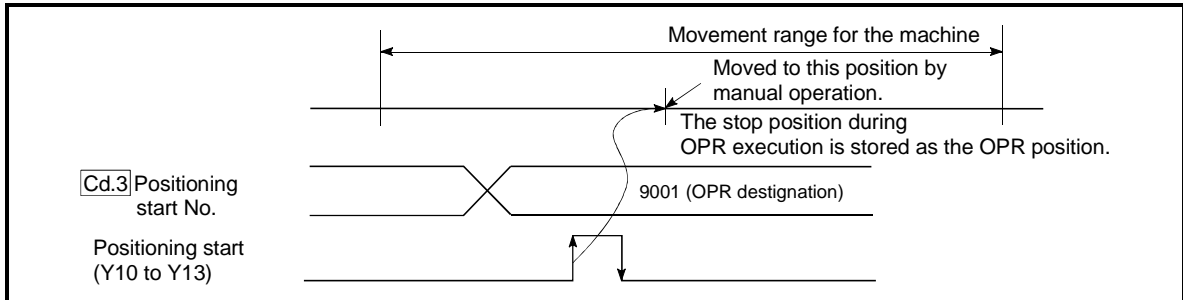 Movement range for the machine
Moved to this position by
manual operation.
The stop position during
OPR execution is stored as the OPR position.
Cd.3 Positioning
start No.
9001 (OPR destignation)
Positioning start
(Y10 to Y13)